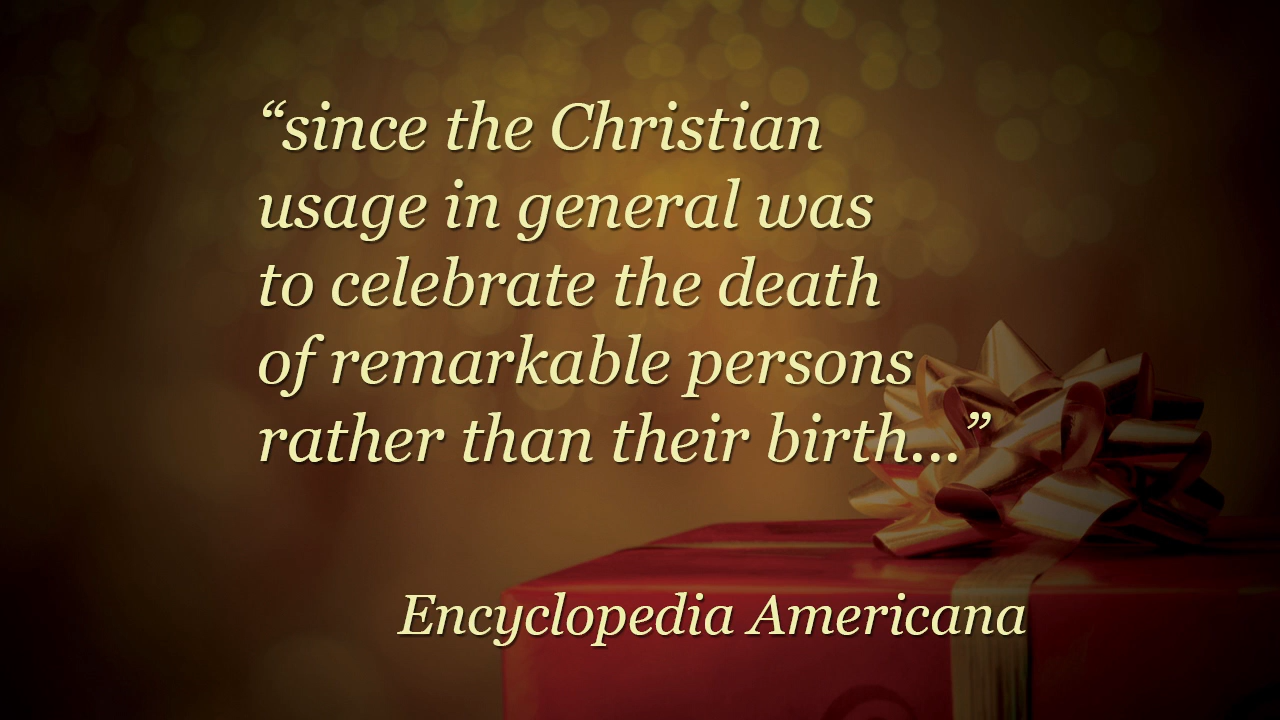 “since the Christian
usage in general was
to celebrate the death
of remarkable persons
rather than their birth...”
Encyclopedia Americana